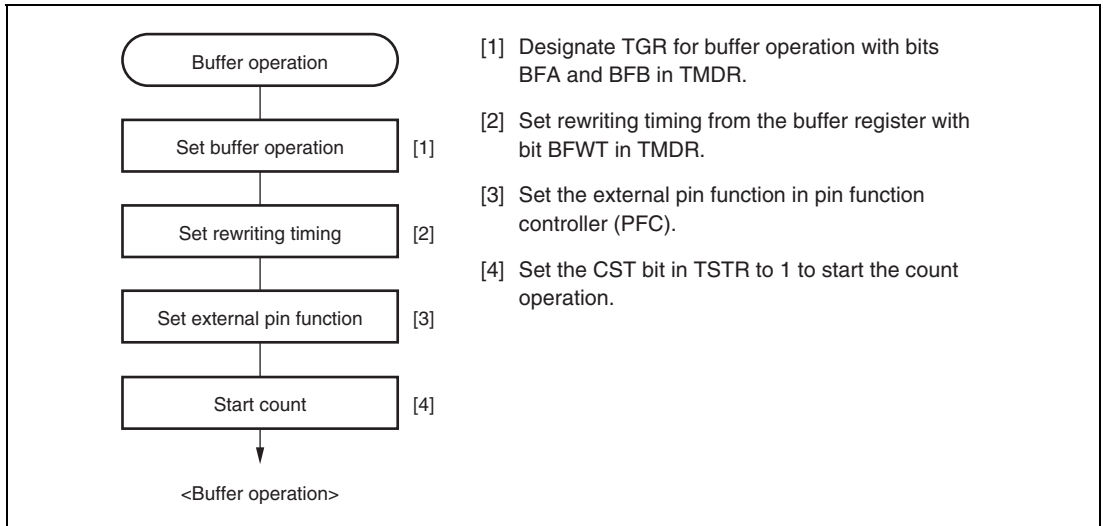 Buffer operation
Set buffer operation [1]
Set rewriting timing [2]
Set external pin function [3]
Start count [4]
<Buffer operation>
[1] Designate TGR for buffer operation with bits
BFA and BFB in TMDR.
[2] Set rewriting timing from the buffer register with
bit BFWT in TMDR.
[3] Set the external pin function in pin function
controller (PFC).
[4] Set the CST bit in TSTR to 1 to start the count
operation.